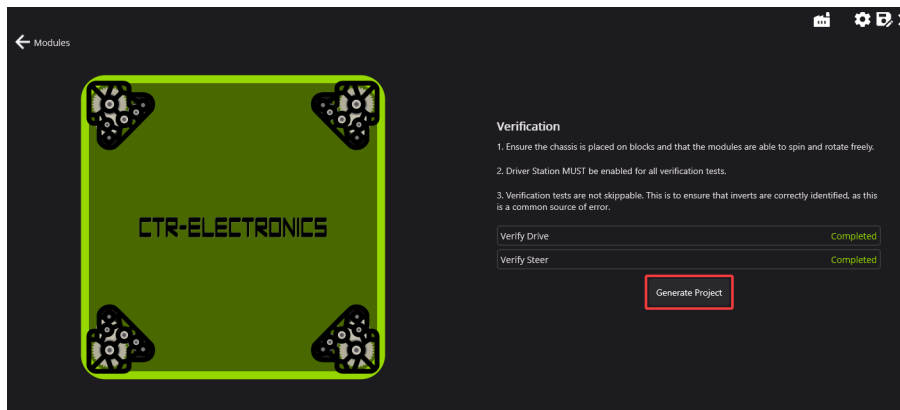 Modules
CTR-ELECTRONICS
Verification
1. Ensure the chassis is placed on blocks and that the modules are able to spin and rotate freely.
2. Driver Station MUST be enabled for all verification tests.
3. Verification tests are not skippable. This is to ensure that inverts are correctly identified, as this
is a common source of error.
Verify Drive Completed
Verify Steer Completed
Generate Project